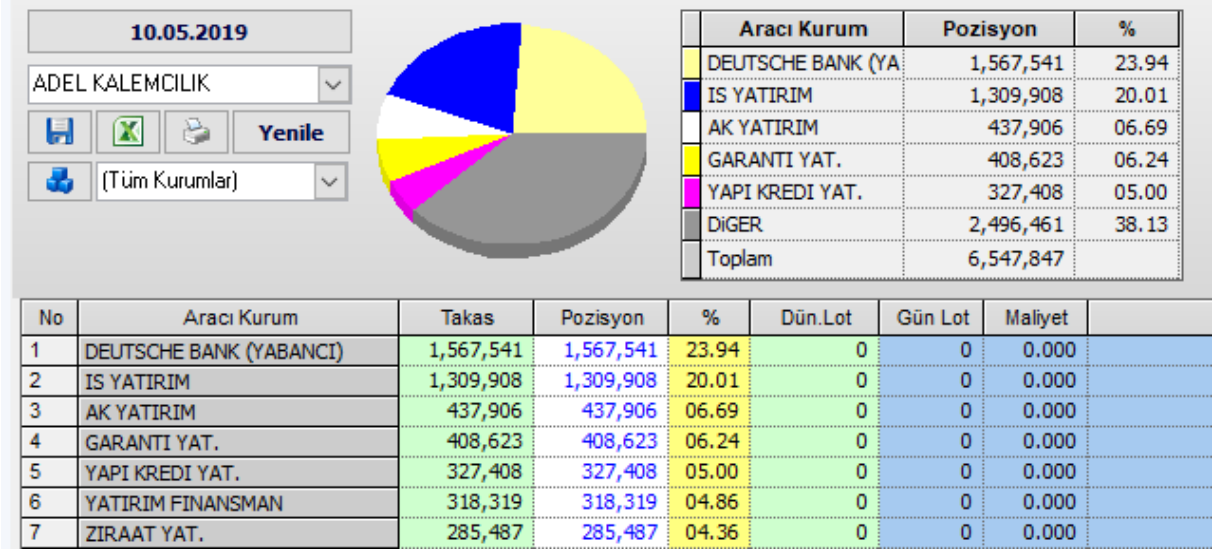 10.05.2019
ADEL KALEMCILIK
Yenile
(Tüm Kurumlar)
Aracı Kurum Pozisyon %
DEUTSCHE BANK (YA 1,567,541 23.94
IS YATIRIM 1,309,908 20.01
AK YATIRIM 437,906 06.69
GARANTI YAT. 408,623 06.24
YAPI KREDI YAT. 327,408 05.00
DiGER 2,496,461 38.13
Toplam 6,547,847
No Aracı Kurum Takas Pozisyon % Dün.Lot Gün Lot Maliyet
1 DEUTSCHE BANK (YABANCI) 1,567,541 1,567,541 23.94 0 0 0.000
2 IS YATIRIM 1,309,908 1,309,908 20.01 0 0 0.000
3 AK YATIRIM 437,906 437,906 06.69 0 0 0.000
4 GARANTI YAT. 408,623 408,623 06.24 0 0 0.000
5 YAPI KREDI YAT. 327,408 327,408 05.00 0 0 0.000
6 YATIRIM FINANSMAN 318,319 318,319 04.86 0 0 0.000
7 ZIRAAT YAT. 285,487 285,487 04.36 0 0 0.000